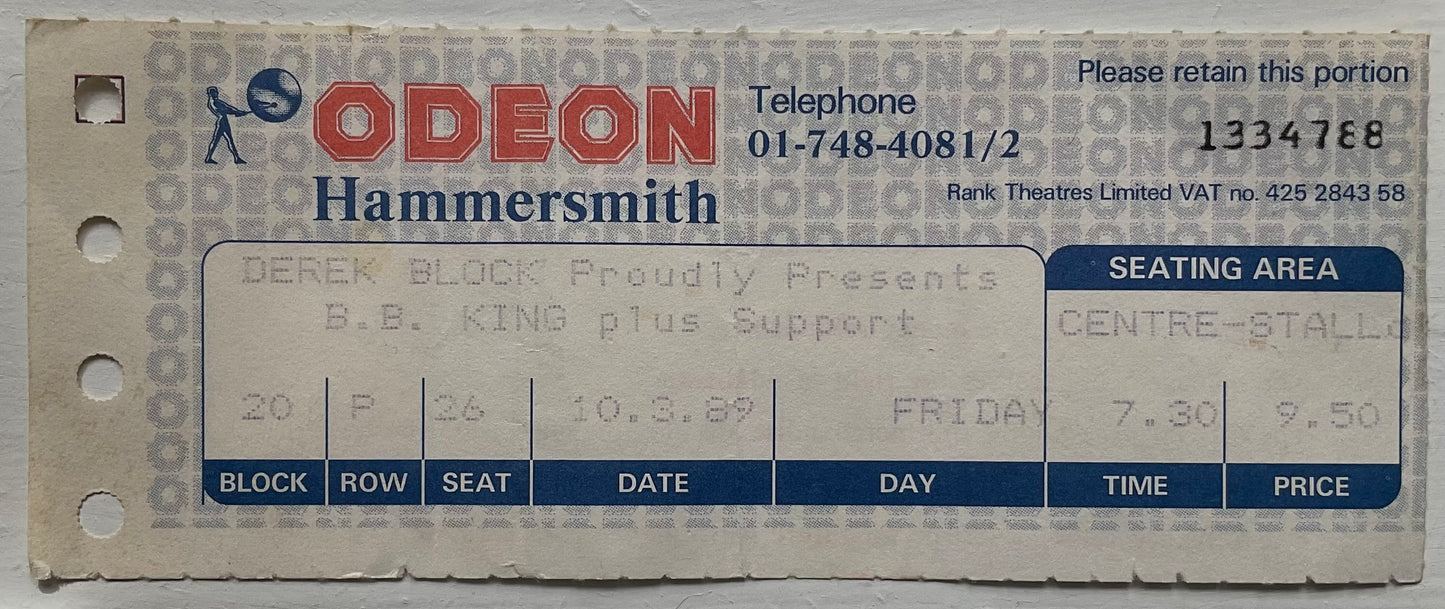 ODEON
Hammersmith
Telephone
01-748-4081/2
Please retain this portion
1334788
Rank Theatres Limited VAT no. 425 2843 58
DEREK BLOCK Proudly Presents
B.B. KING plus Support
SEATING AREA
CENTRE-STALLs
20 P 26 10.3.89 FRIDAY 7.30 9.50
BLOCK ROW SEAT DATE DAY TIME PRICE